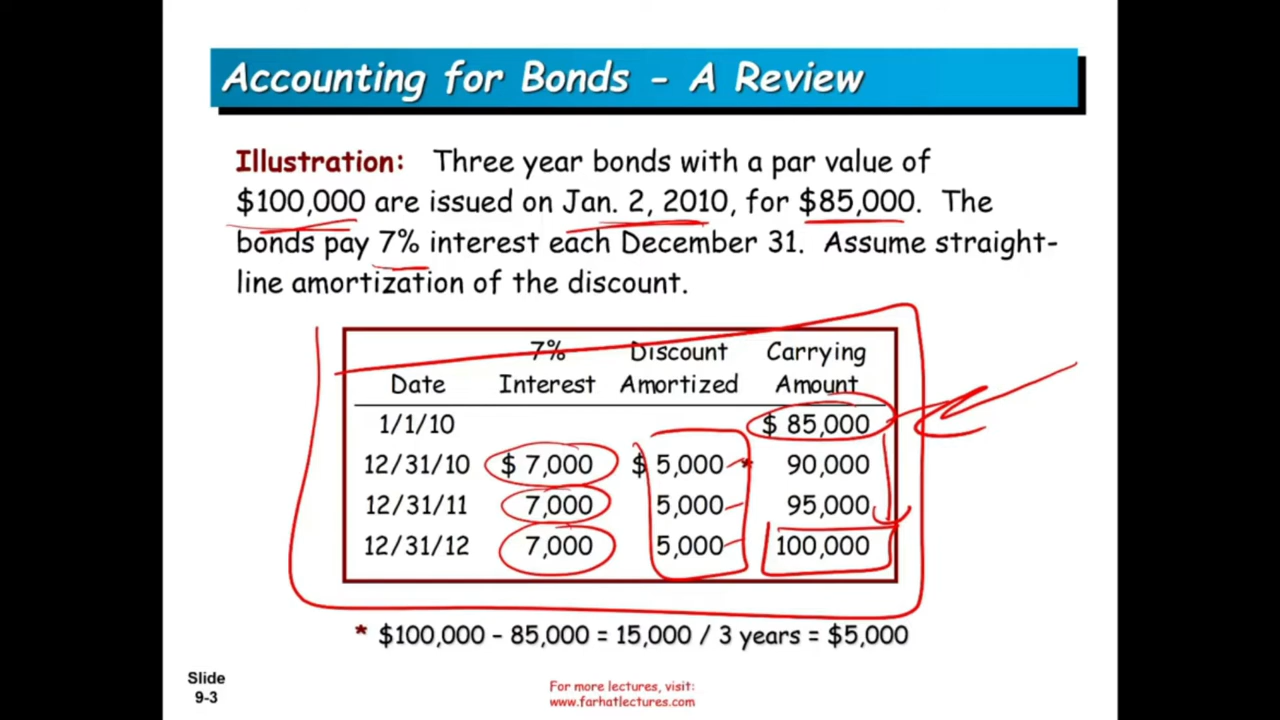 Accounting for Bonds - A Review
Illustration: Three year bonds with a par value of
$100,000 are issued on Jan. 2, 2010, for $85,000. The
bonds pay 7% interest each December 31. Assume straight-
line amortization of the discount.
7% Discount Carrying
Date Interest Amortized Amount
1/1/10 $ 85,000
12/31/10 $ 7,000 $ 5,000 * 90,000
12/31/11 7,000 5,000 95,000
12/31/12 7,000 5,000 100,000
* $100,000 – 85,000 = 15,000 / 3 years = $5,000
Slide
9-3
For more lectures, visit:
www.farhatlectures.com